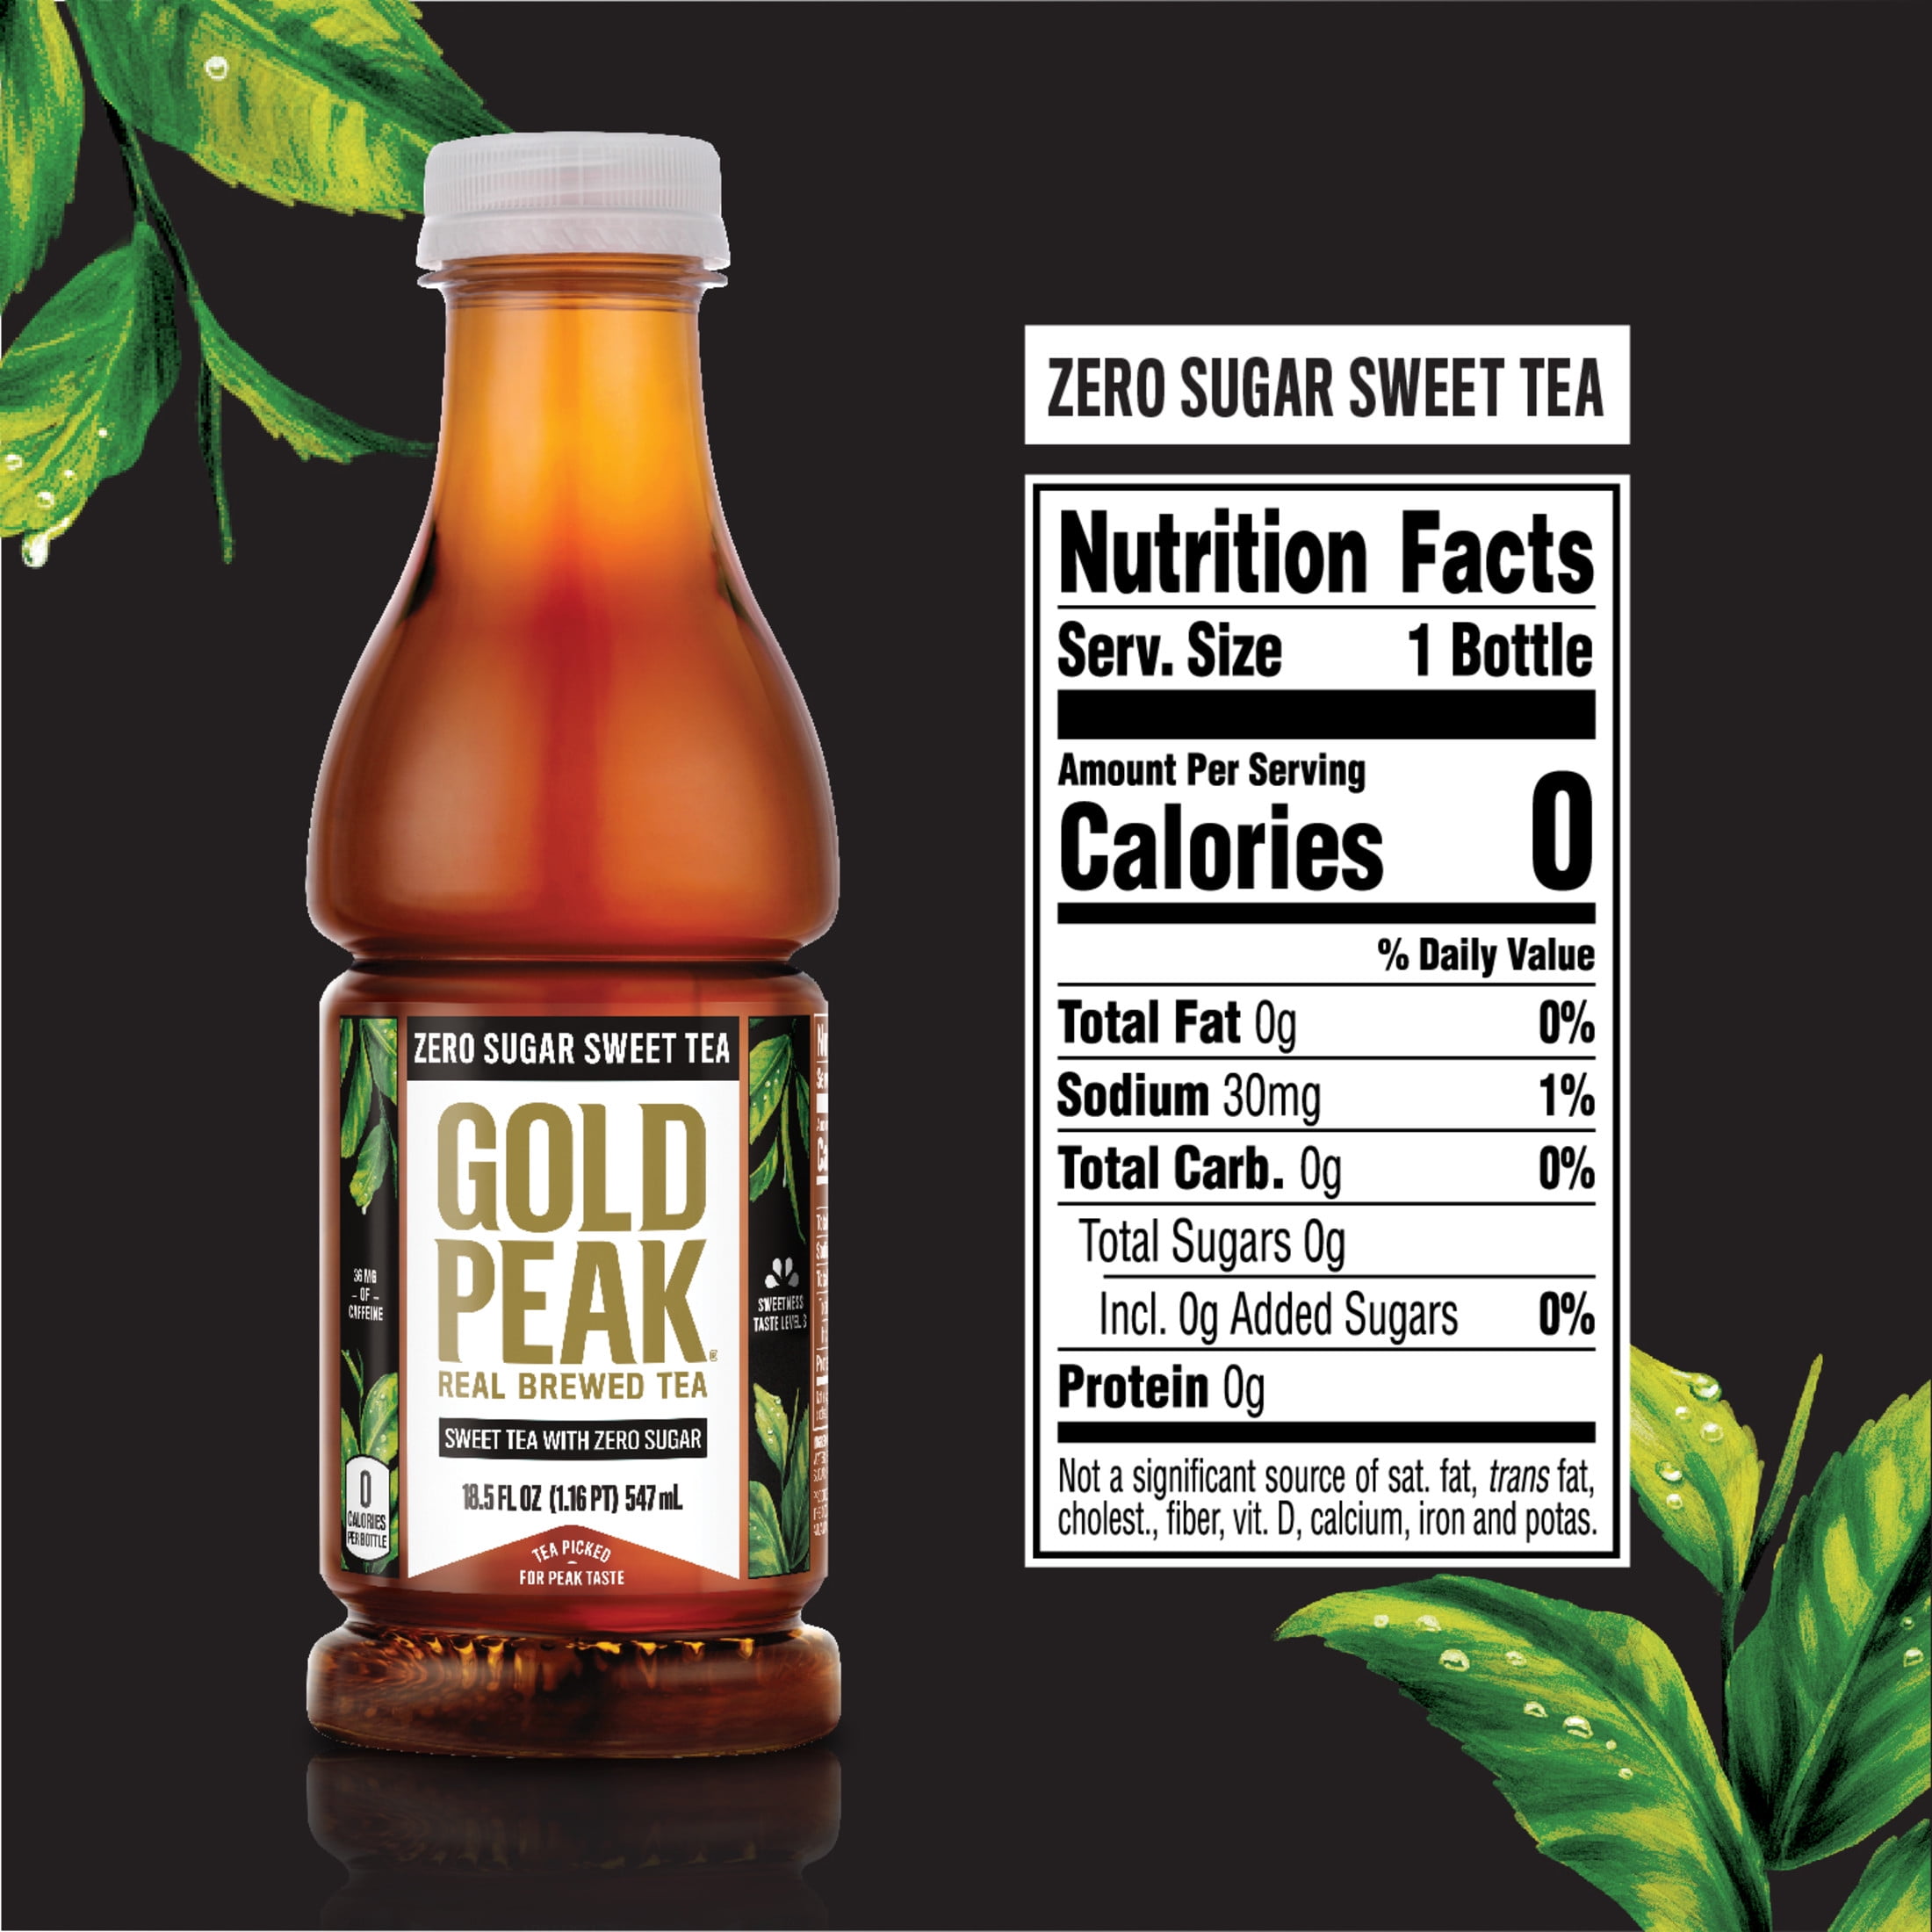 ZERO SUGAR SWEET TEA
GOLD
PEAK
REAL BREWED TEA
SWEET TEA WITH ZERO SUGAR
18.5 FL OZ (1.16 PT) 547 mL
TEA PICKED
FOR PEAK TASTE
36 MG
- OF -
CAFFEINE
0
CALORIES
PER BOTTLE
SWEETNESS
TASTE LEVEL 3
ZERO SUGAR SWEET TEA
Nutrition Facts
Serv. Size 1 Bottle
Amount Per Serving
Calories 0
% Daily Value
Total Fat 0g 0%
Sodium 30mg 1%
Total Carb. 0g 0%
Total Sugars 0g
Incl. 0g Added Sugars 0%
Protein 0g
Not a significant source of sat. fat, trans fat,
cholest., fiber, vit. D, calcium, iron and potas.